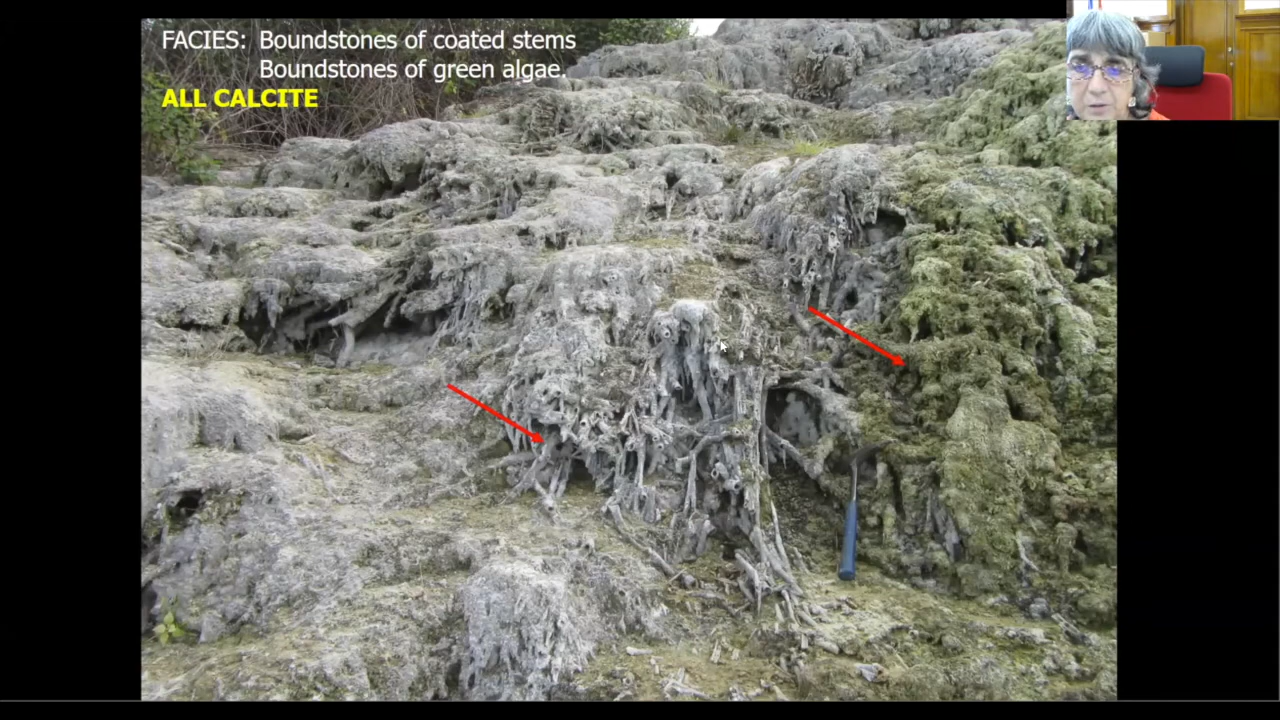 FACIES: Boundstones of coated stems
Boundstones of green algae.
ALL CALCITE